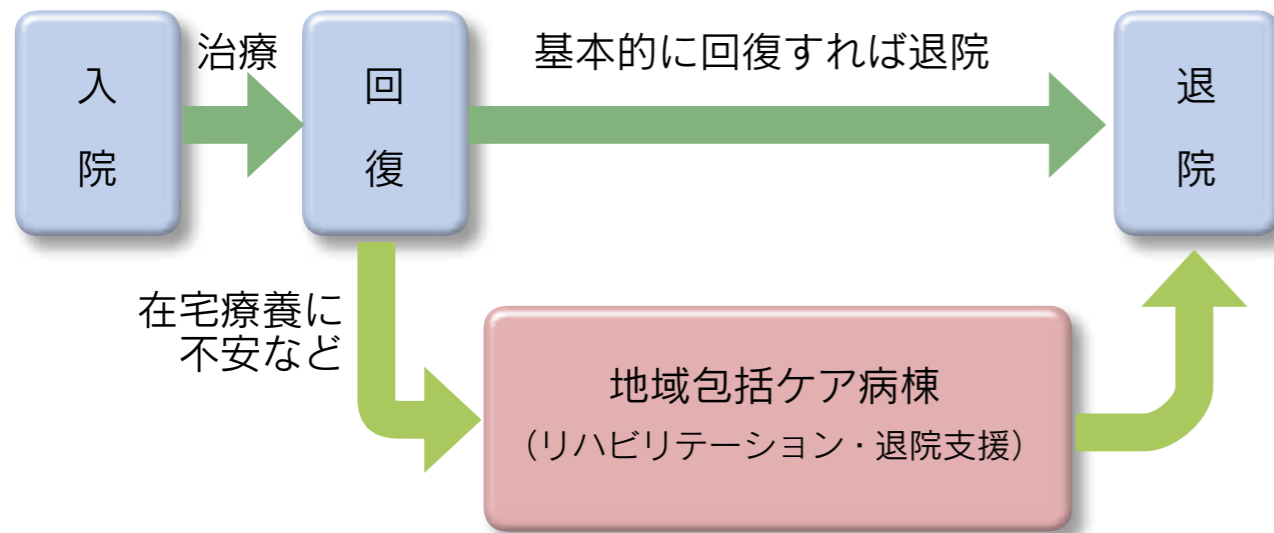 入院
治療
回復
基本的に回復すれば退院
退院
在宅療養に
不安など
地域包括ケア病棟
（リハビリテーション・退院支援）